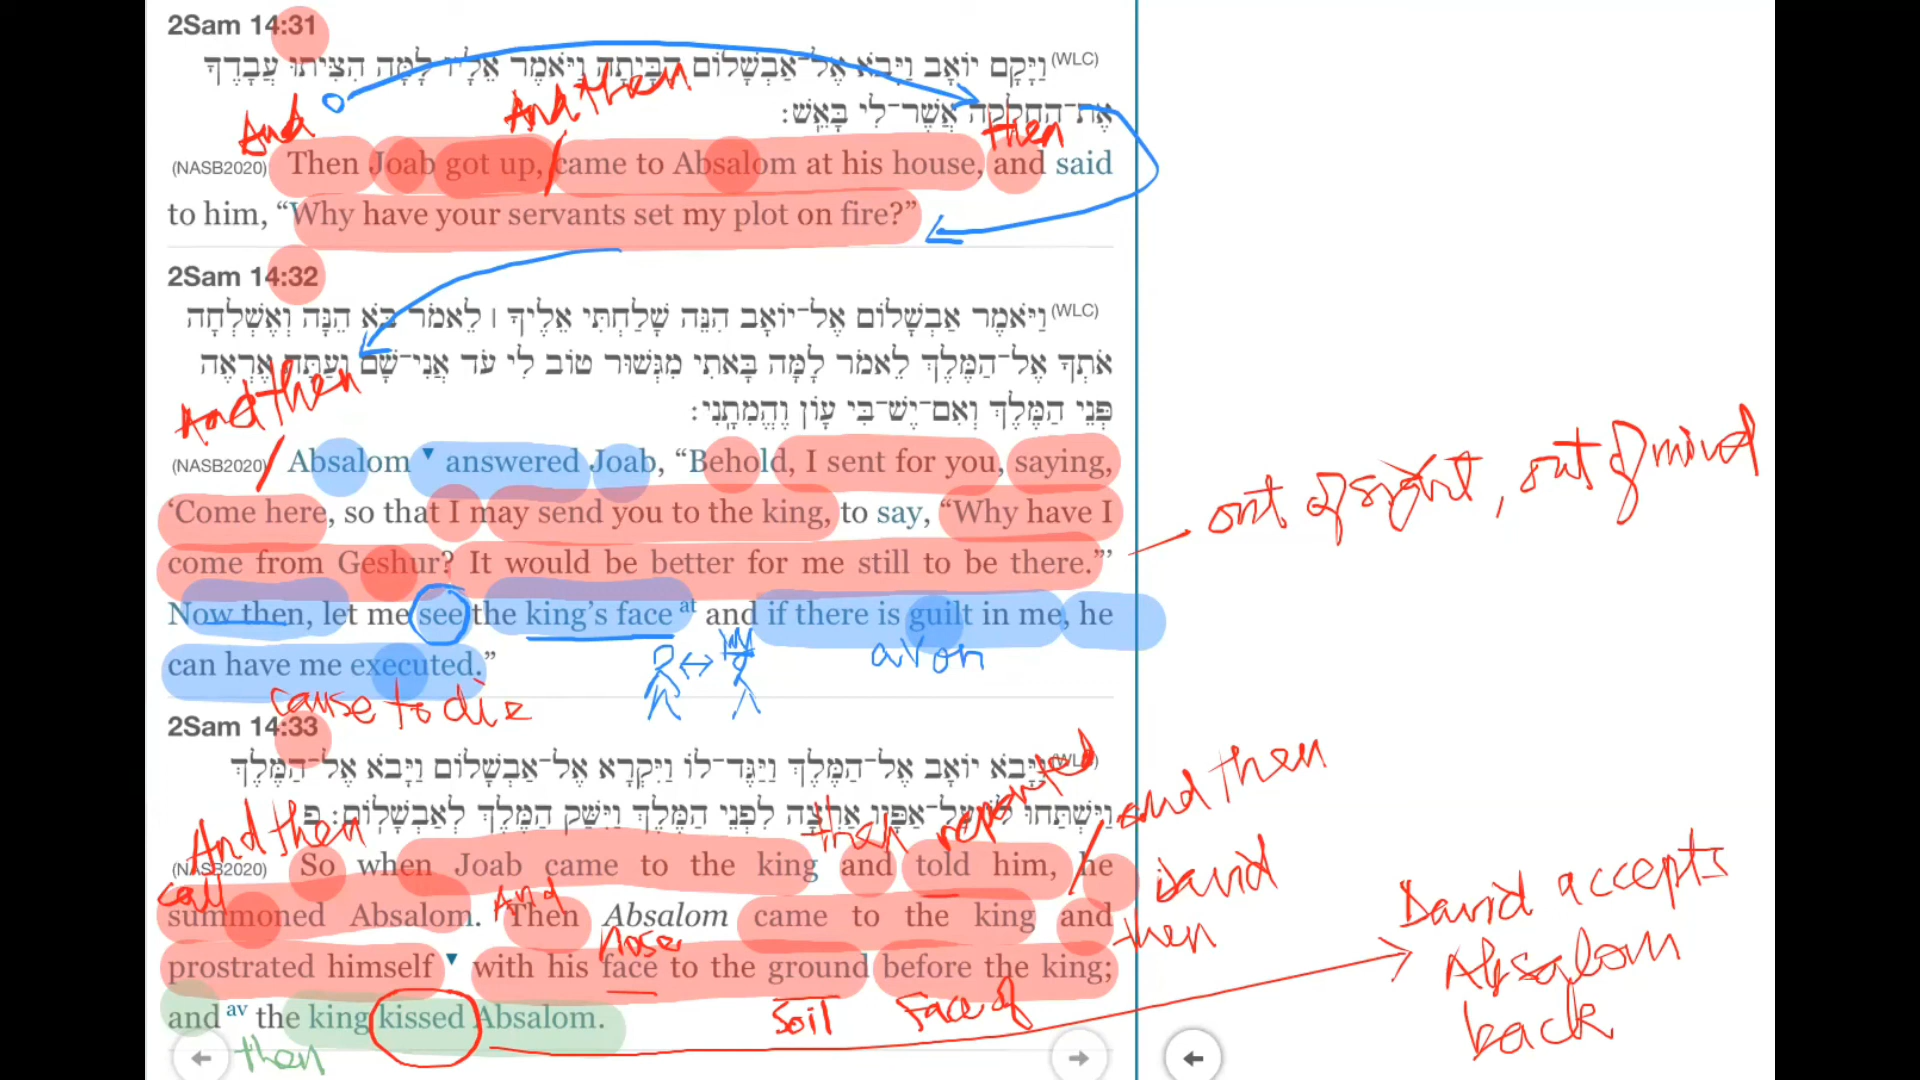 2Sam 14:31
(WLC) וַיָּקָם יוֹאָב וַיָּבֹא אֶל־אַבְשָׁלוֹם הַבָּיְתָה וַיֹּאמֶר אֵלָיו לָמָּה הִצִּיתוּ עֲבָדֶךָ
And then
And
אֶת־הַחֶלְקָה אֲשֶׁר־לִי בָּאֵשׁ׃
then
(NASB2020) Then Joab got up, came to Absalom at his house, and said
to him, “Why have your servants set my plot on fire?”
2Sam 14:32
(WLC) וַיֹּאמֶר אַבְשָׁלוֹם אֶל־יוֹאָב הִנֵּה שָׁלַחְתִּי אֵלֶיךָ ׀ לֵאמֹר בֹּא הֵנָּה וְאֶשְׁלְחָה
אֹתְךָ אֶל־הַמֶּלֶךְ לֵאמֹר לָמָּה בָּאתִי מִגְּשׁוּר טוֹב לִי עֹד אֲנִי־שָׁם וְעַתָּה אֶרְאֶה
And then
פְּנֵי הַמֶּלֶךְ וְאִם־יֶשׁ־בִּי עָוֹן וֶהֱמִתָנִי׃
(NASB2020) Absalom ▼ answered Joab, “Behold, I sent for you, saying,
‘Come here, so that I may send you to the king, to say, “Why have I
out of sight, out of mind
come from Geshur? It would be better for me still to be there.”’
Now then, let me see the king’s face at and if there is guilt in me, he
avon
can have me executed.”
cause to die
2Sam 14:33
(WLC) וַיָּבֹא יוֹאָב אֶל־הַמֶּלֶךְ וַיַּגֶּד־לוֹ וַיִּקְרָא אֶל־אַבְשָׁלוֹם וַיָּבֹא אֶל־הַמֶּלֶךְ
וַיִּשְׁתַּחוּ לוֹ עַל־אַפָּיו אַרְצָה לִפְנֵי הַמֶּלֶךְ וַיִּשַּׁק הַמֶּלֶךְ לְאַבְשָׁלוֹם׃ פ
And then
then reported
and then
(NASB2020) So when Joab came to the king and told him, he
David
call
And
summoned Absalom. Then Absalom came to the king and
then
nose
prostrated himself ▼ with his face to the ground before the king;
soil
Face of
and av the king kissed Absalom.
then
David accepts
Absalom
back